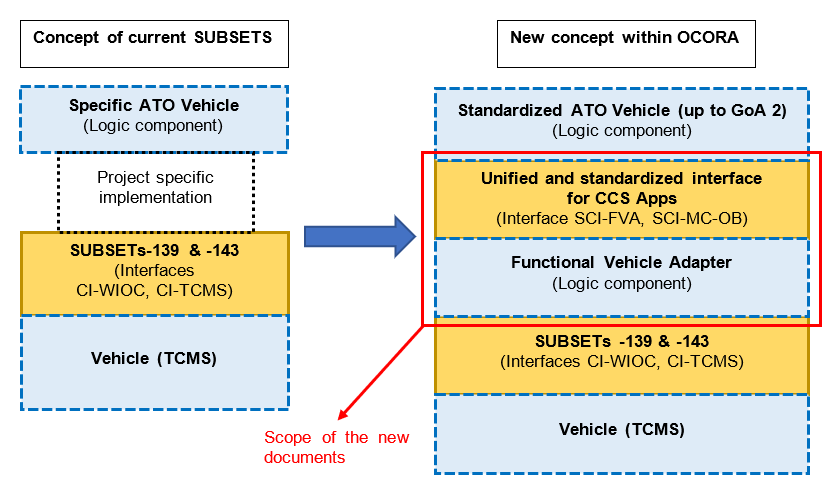 Concept of current SUBSETS
Specific ATO Vehicle
(Logic component)
Project specific
implementation
SUBSETs-139 & -143
(Interfaces
CI-WIOC, CI-TCMS)
Vehicle (TCMS)
New concept within OCORA
Standardized ATO Vehicle (up to GoA 2)
(Logic component)
Unified and standardized interface
for CCS Apps
(Interface SCI-FVA, SCI-MC-OB)
Functional Vehicle Adapter
(Logic component)
SUBSETs -139 & -143
(Interfaces CI-WIOC, CI-TCMS)
Vehicle (TCMS)
Scope of the new
documents